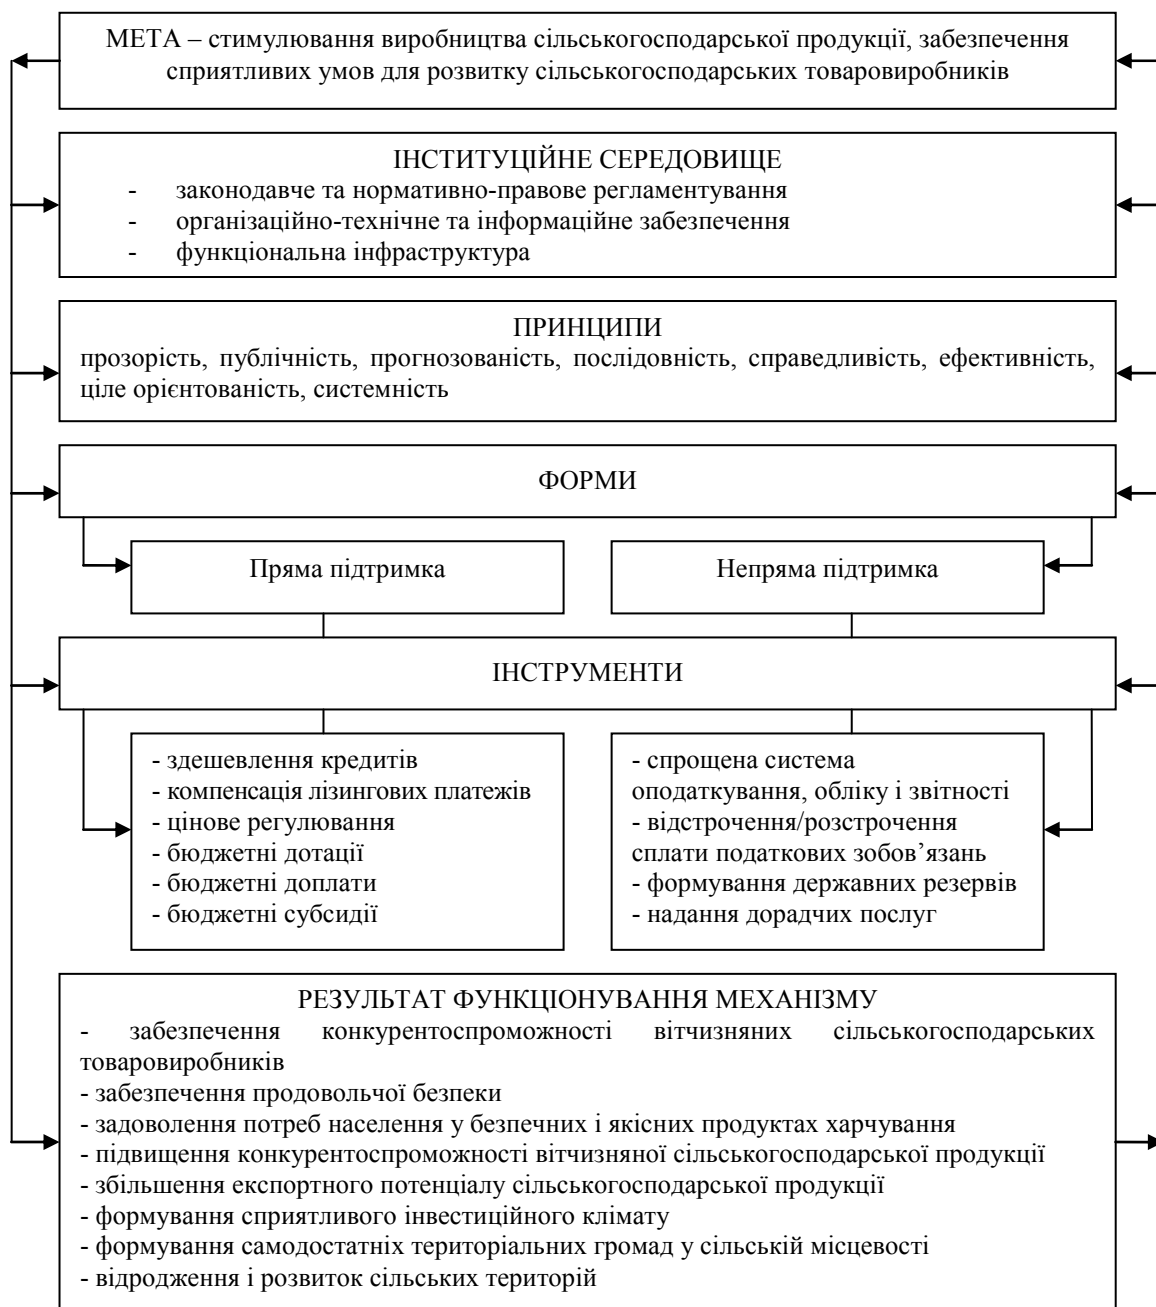 МЕТА – стимулювання виробництва сільськогосподарської продукції, забезпечення
сприятливих умов для розвитку сільськогосподарських товаровиробників
ІНСТИТУЦІЙНЕ СЕРЕДОВИЩЕ
- законодавче та нормативно-правове регламентування
- організаційно-технічне та інформаційне забезпечення
- функціональна інфраструктура
ПРИНЦИПИ
прозорість, публічність, прогнозованість, послідовність, справедливість, ефективність,
ціле орієнтованість, системність
ФОРМИ
Пряма підтримка
Непряма підтримка
ІНСТРУМЕНТИ
- здешевлення кредитів
- компенсація лізингових платежів
- цінове регулювання
- бюджетні дотації
- бюджетні доплати
- бюджетні субсидії
- спрощена система
оподаткування, обліку і звітності
- відстрочення/розстрочення
сплати податкових зобов’язань
- формування державних резервів
- надання дорадчих послуг
РЕЗУЛЬТАТ ФУНКЦІОНУВАННЯ МЕХАНІЗМУ
- забезпечення конкурентоспроможності вітчизняних сільськогосподарських
товаровиробників
- забезпечення продовольчої безпеки
- задоволення потреб населення у безпечних і якісних продуктах харчування
- підвищення конкурентоспроможності вітчизняної сільськогосподарської продукції
- збільшення експортного потенціалу сільськогосподарської продукції
- формування сприятливого інвестиційного клімату
- формування самодостатніх територіальних громад у сільській місцевості
- відродження і розвиток сільських територій